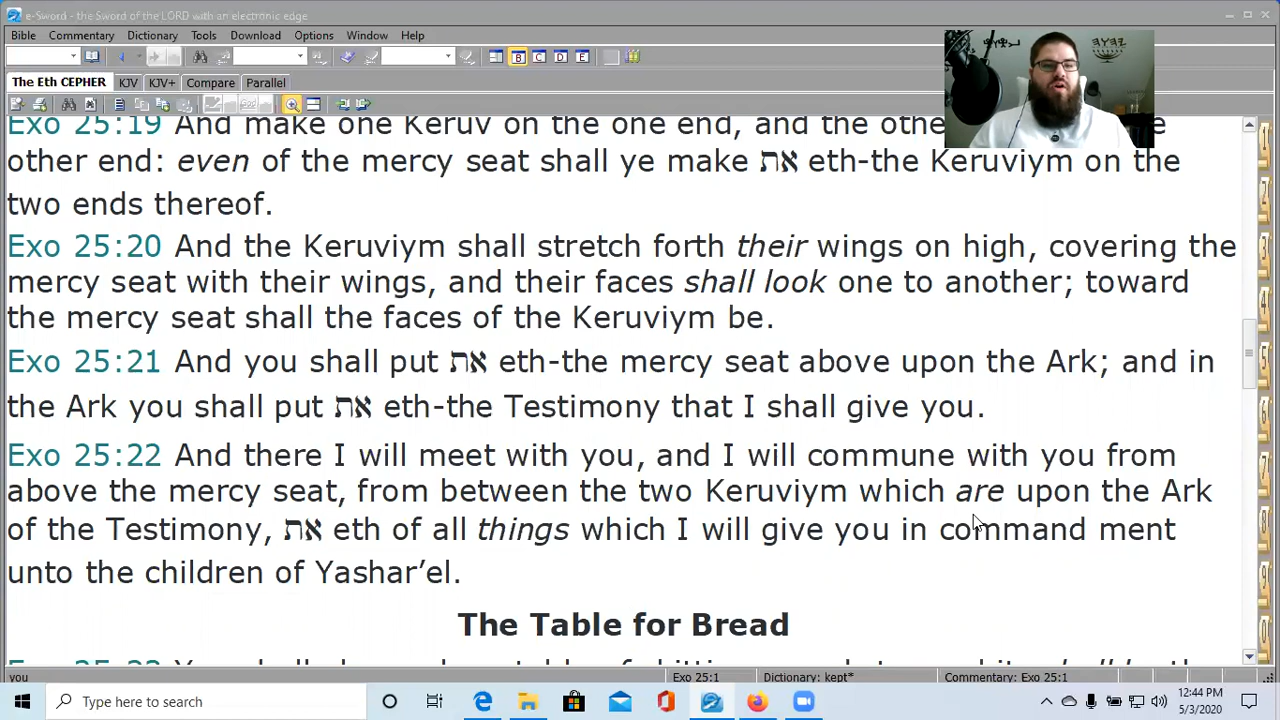 e-Sword - the Sword of the LORD with an electronic edge
Bible Commentary Dictionary Tools Download Options Window Help
B C D E
The Eth CEPHER KJV KJV+ Compare Parallel
Exo 25:19 And make one Keruv on the one end, and the othe
other end: even of the mercy seat shall ye make את eth-the Keruviym on the
two ends thereof.
Exo 25:20 And the Keruviym shall stretch forth their wings on high, covering the
mercy seat with their wings, and their faces shall look one to another; toward
the mercy seat shall the faces of the Keruviym be.
Exo 25:21 And you shall put את eth-the mercy seat above upon the Ark; and in
the Ark you shall put את eth-the Testimony that I shall give you.
Exo 25:22 And there I will meet with you, and I will commune with you from
above the mercy seat, from between the two Keruviym which are upon the Ark
of the Testimony, את eth of all things which I will give you in command ment
unto the children of Yashar’el.
The Table for Bread
you Exo 25:1 Dictionary: kept* Commentary: Exo 25:1
Type here to search
12:44 PM
5/3/2020